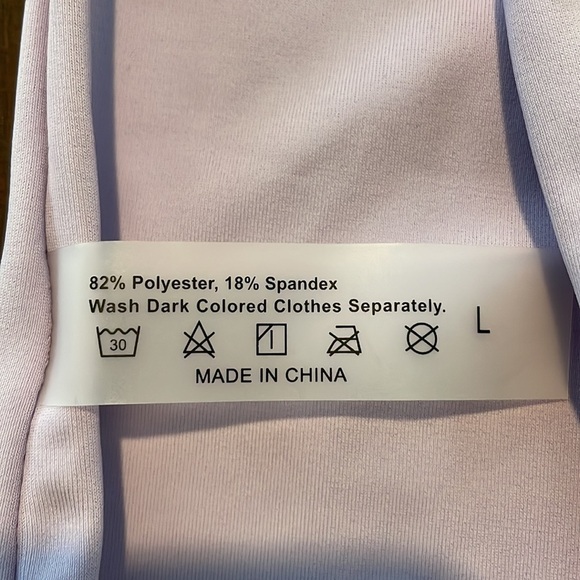 82% Polyester, 18% Spandex
Wash Dark Colored Clothes Separately.
L
30
MADE IN CHINA